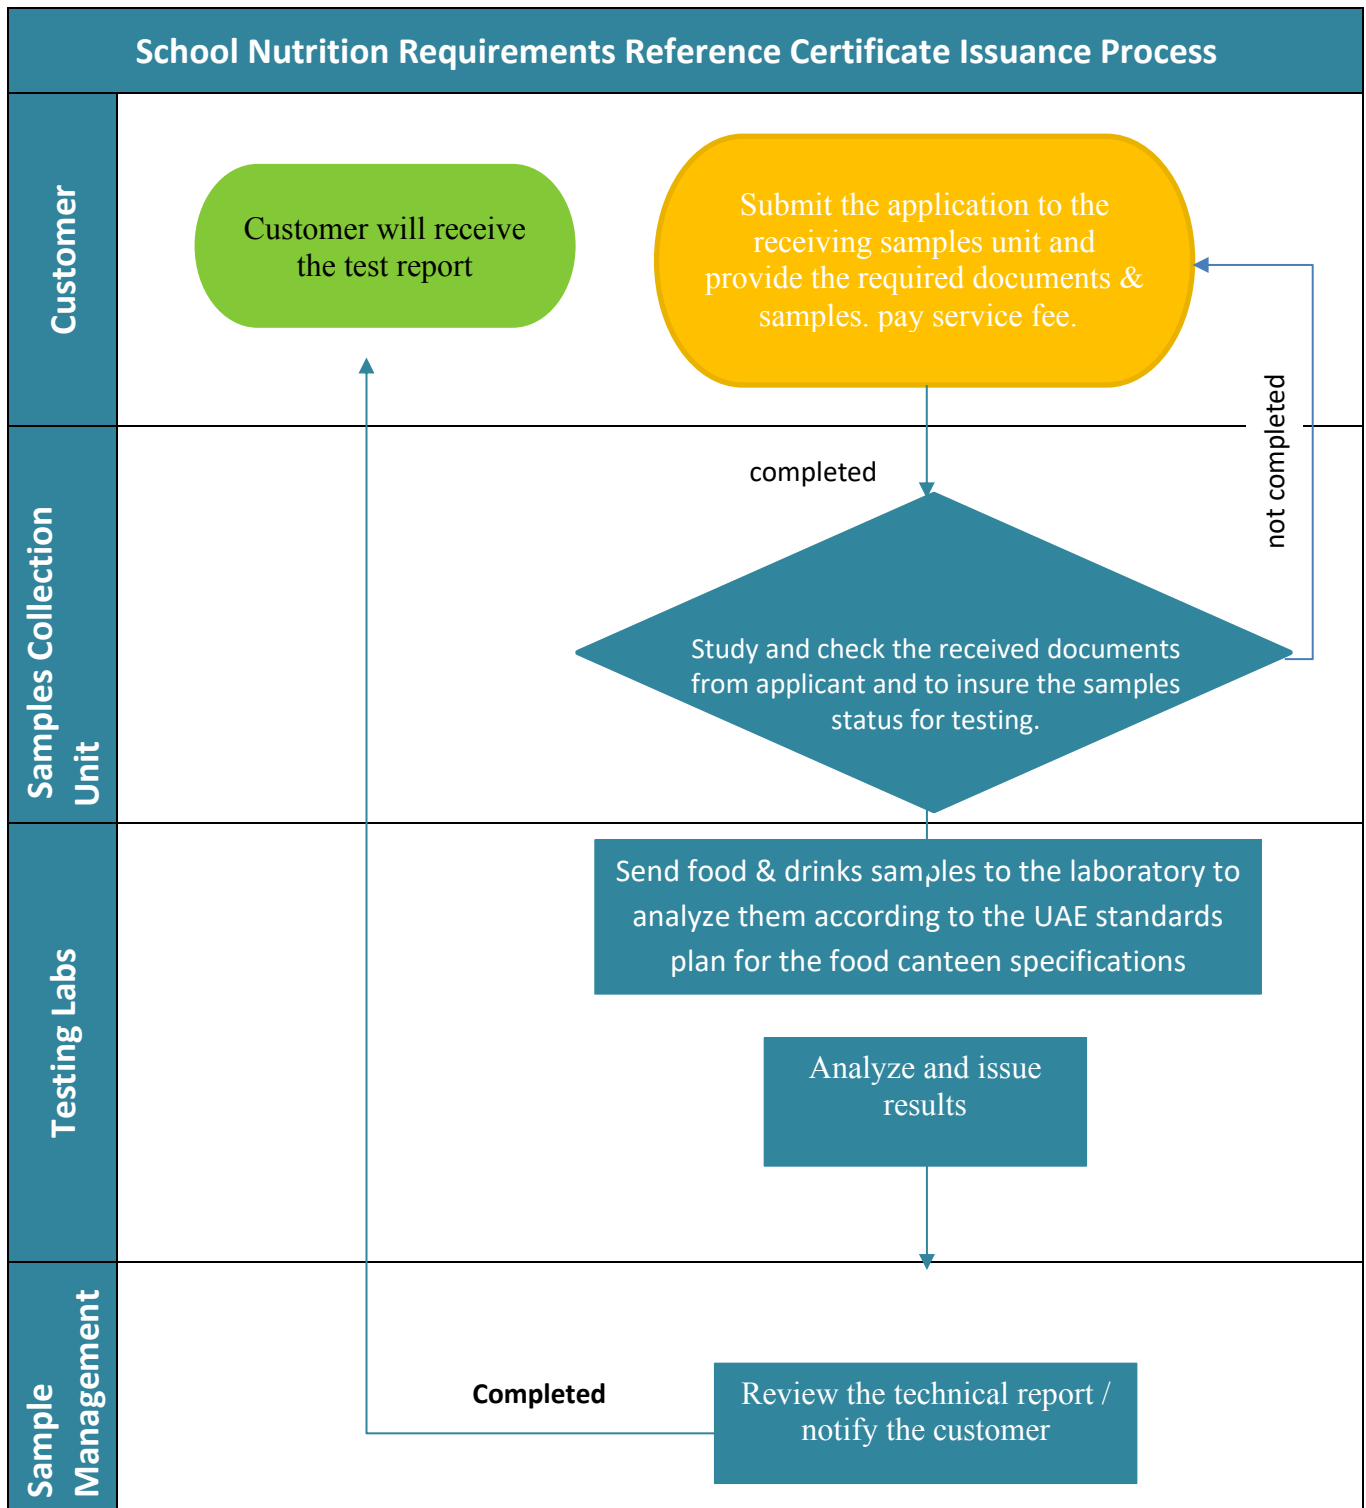 School Nutrition Requirements Reference Certificate Issuance Process
Customer
Customer will receive
the test report
Submit the application to the
receiving samples unit and
provide the required documents &
samples. pay service fee.
not completed
Samples Collection
Unit
completed
Study and check the received documents
from applicant and to insure the samples
status for testing.
Testing Labs
Send food & drinks samples to the laboratory to
analyze them according to the UAE standards
plan for the food canteen specifications
Analyze and issue
results
Sample
Management
Completed
Review the technical report /
notify the customer